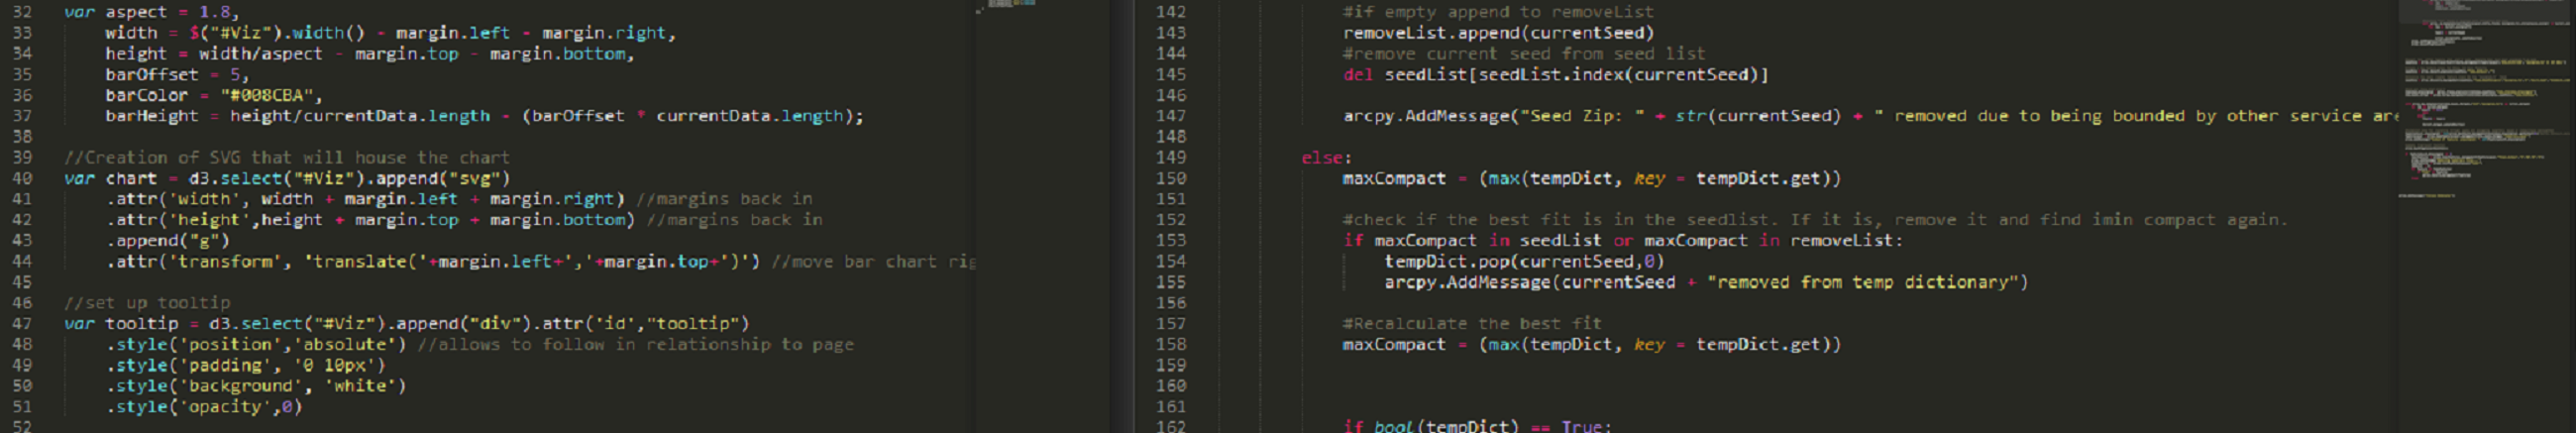 32 var aspect = 1.8,
33 width = $("#Viz").width() - margin.left - margin.right,
34 height = width/aspect - margin.top - margin.bottom,
35 barOffset = 5,
36 barColor = "#008CBA",
37 barHeight = height/currentData.length - (barOffset * currentData.length);
38
39 //Creation of SVG that will house the chart
40 var chart = d3.select("#Viz").append("svg")
41 .attr('width', width + margin.left + margin.right) //margins back in
42 .attr('height',height + margin.top + margin.bottom) //margins back in
43 .append("g")
44 .attr('transform', 'translate('+margin.left+','+margin.top+')') //move bar chart rig
45
46 //set up tooltip
47 var tooltip = d3.select("#Viz").append("div").attr('id',"tooltip")
48 .style('position','absolute') //allows to follow in relationship to page
49 .style('padding', '0 10px')
50 .style('background', 'white')
51 .style('opacity',0)
52
142 #if empty append to removeList
143 removeList.append(currentSeed)
144 #remove current seed from seed list
145 del seedList[seedList.index(currentSeed)]
146
147 arcpy.AddMessage("Seed Zip: " + str(currentSeed) + " removed due to being bounded by other service are
148
149 else:
150 maxCompact = (max(tempDict, key = tempDict.get))
151
152 #check if the best fit is in the seedlist. If it is, remove it and find imin compact again.
153 if maxCompact in seedList or maxCompact in removeList:
154 tempDict.pop(currentSeed,0)
155 arcpy.AddMessage(currentSeed + "removed from temp dictionary")
156
157 #Recalculate the best fit
158 maxCompact = (max(tempDict, key = tempDict.get))
159
160
161
162 if bool(tempDict) == True: